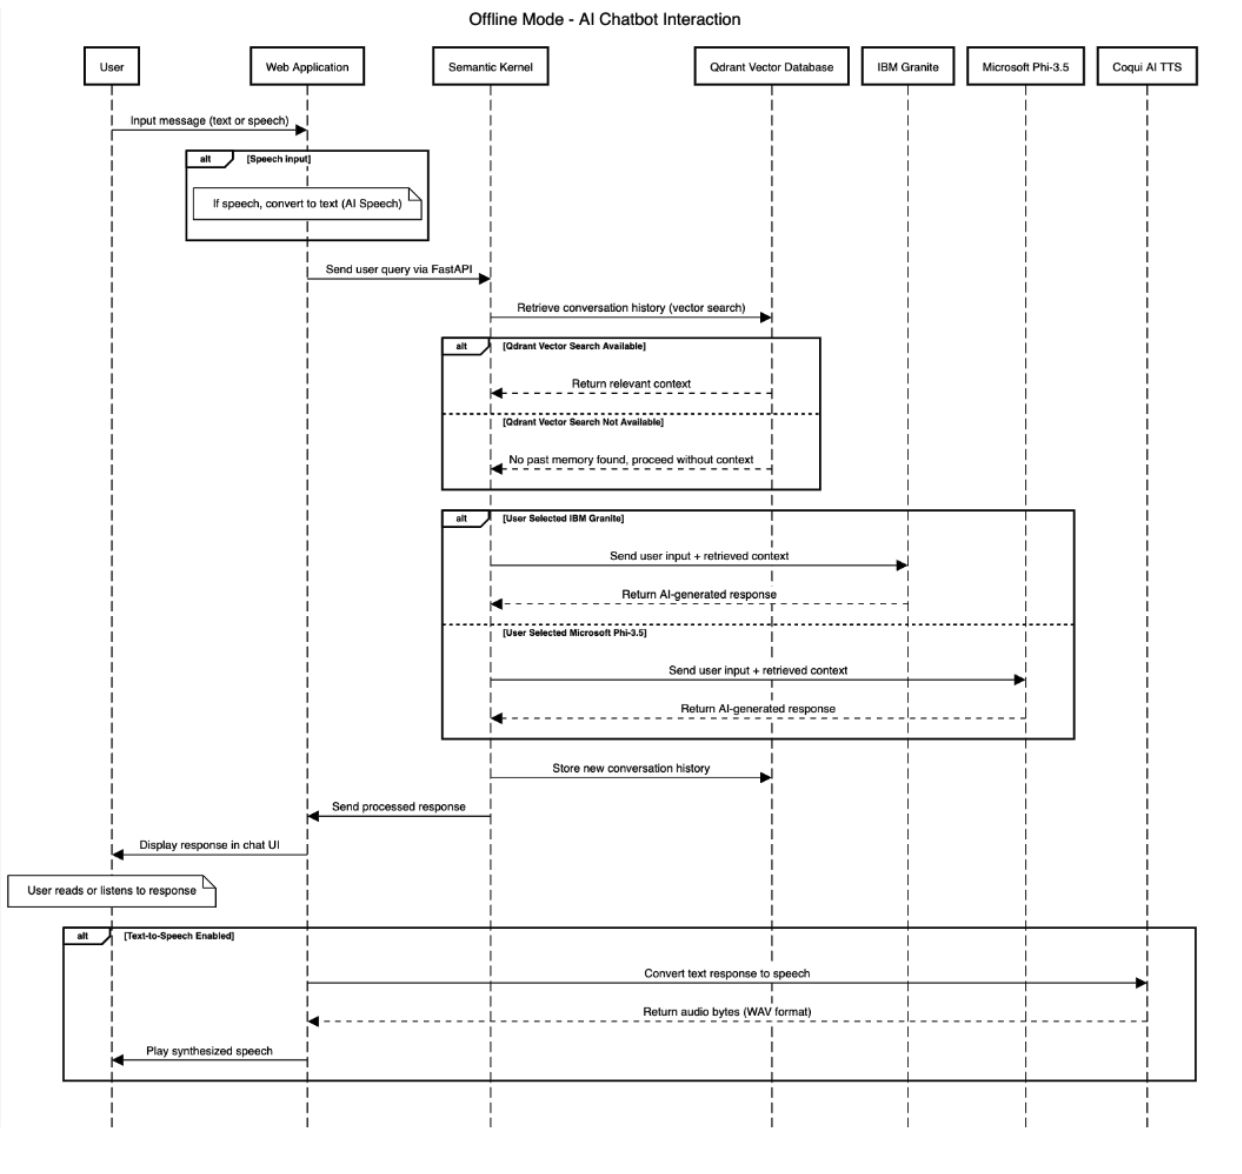 Offline Mode - AI Chatbot Interaction
User
Web Application
Semantic Kernel
Qdrant Vector Database
IBM Granite
Microsoft Phi-3.5
Coqui AI TTS
Input message (text or speech)
alt
[Speech input]
If speech, convert to text (AI Speech)
Send user query via FastAPI
Retrieve conversation history (vector search)
alt
[Qdrant Vector Search Available]
Return relevant context
[Qdrant Vector Search Not Available]
No past memory found, proceed without context
alt
[User Selected IBM Granite]
Send user input + retrieved context
Return AI-generated response
[User Selected Microsoft Phi-3.5]
Send user input + retrieved context
Return AI-generated response
Store new conversation history
Send processed response
Display response in chat UI
User reads or listens to response
alt
[Text-to-Speech Enabled]
Convert text response to speech
Return audio bytes (WAV format)
Play synthesized speech